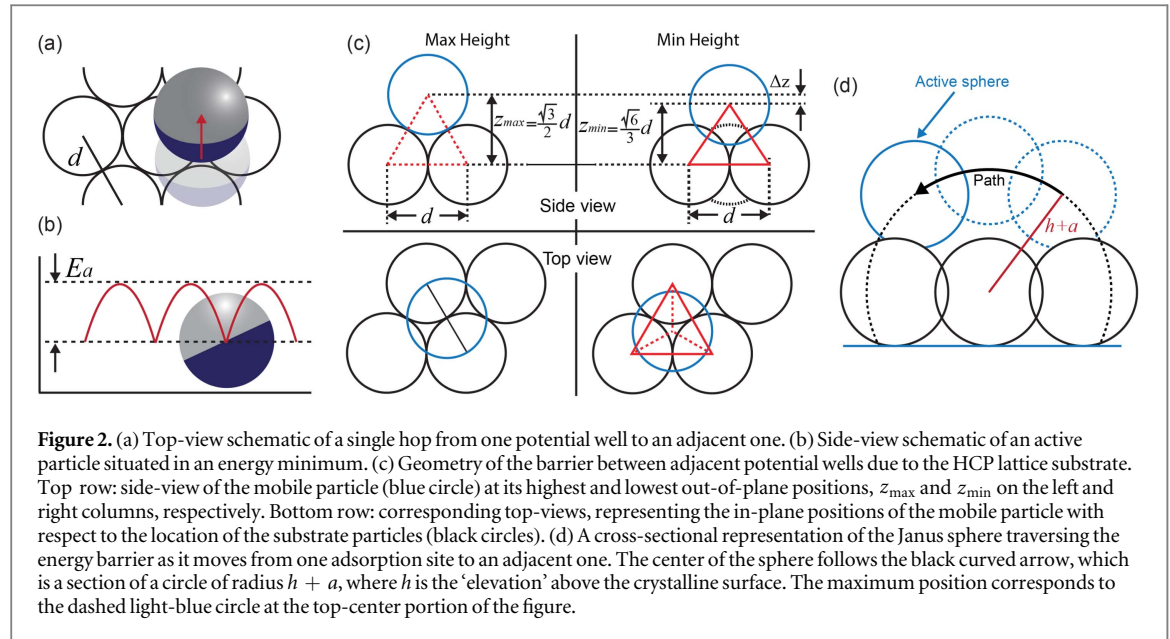 (a)
d
(b)
Ea
(c)
Max Height
Min Height
Δz
zmax=√3/2 d
zmin=√6/3 d
d
d
Side view
Top view
(d)
Active sphere
Path
h+a
Figure 2. (a) Top-view schematic of a single hop from one potential well to an adjacent one. (b) Side-view schematic of an active
particle situated in an energy minimum. (c) Geometry of the barrier between adjacent potential wells due to the HCP lattice substrate.
Top row: side-view of the mobile particle (blue circle) at its highest and lowest out-of-plane positions, zmax and zmin on the left and
right columns, respectively. Bottom row: corresponding top-views, representing the in-plane positions of the mobile particle with
respect to the location of the substrate particles (black circles). (d) A cross-sectional representation of the Janus sphere traversing the
energy barrier as it moves from one adsorption site to an adjacent one. The center of the sphere follows the black curved arrow, which
is a section of a circle of radius h + a, where h is the ‘elevation’ above the crystalline surface. The maximum position corresponds to
the dashed light-blue circle at the top-center portion of the figure.